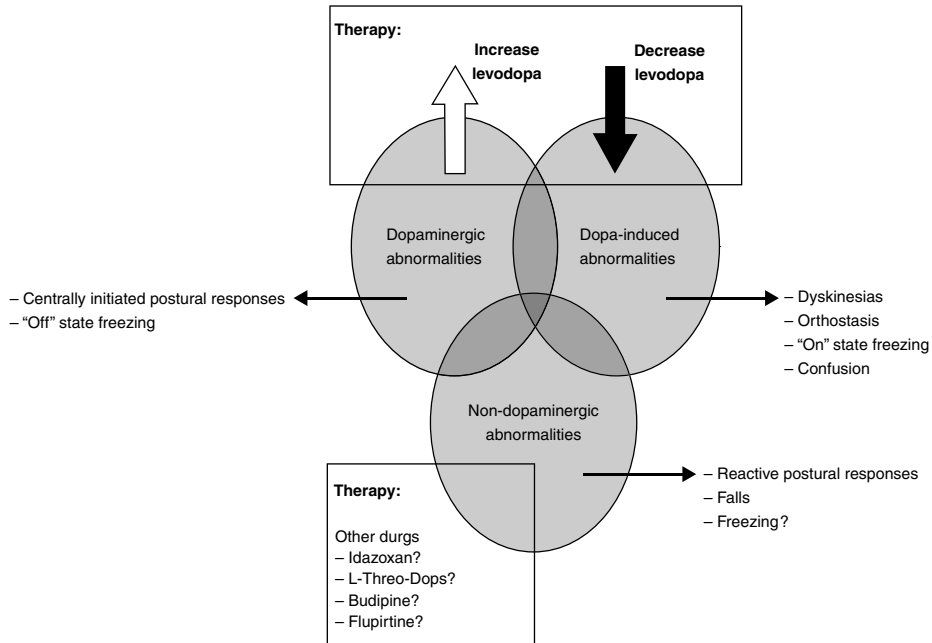 Therapy:
Increase
levodopa
Decrease
levodopa
Dopaminergic
abnormalities
Dopa-induced
abnormalities
– Centrally initiated postural responses
– “Off” state freezing
– Dyskinesias
– Orthostasis
– “On” state freezing
– Confusion
Non-dopaminergic
abnormalities
– Reactive postural responses
– Falls
– Freezing?
Therapy:
Other durgs
– Idazoxan?
– L-Threo-Dops?
– Budipine?
– Flupirtine?